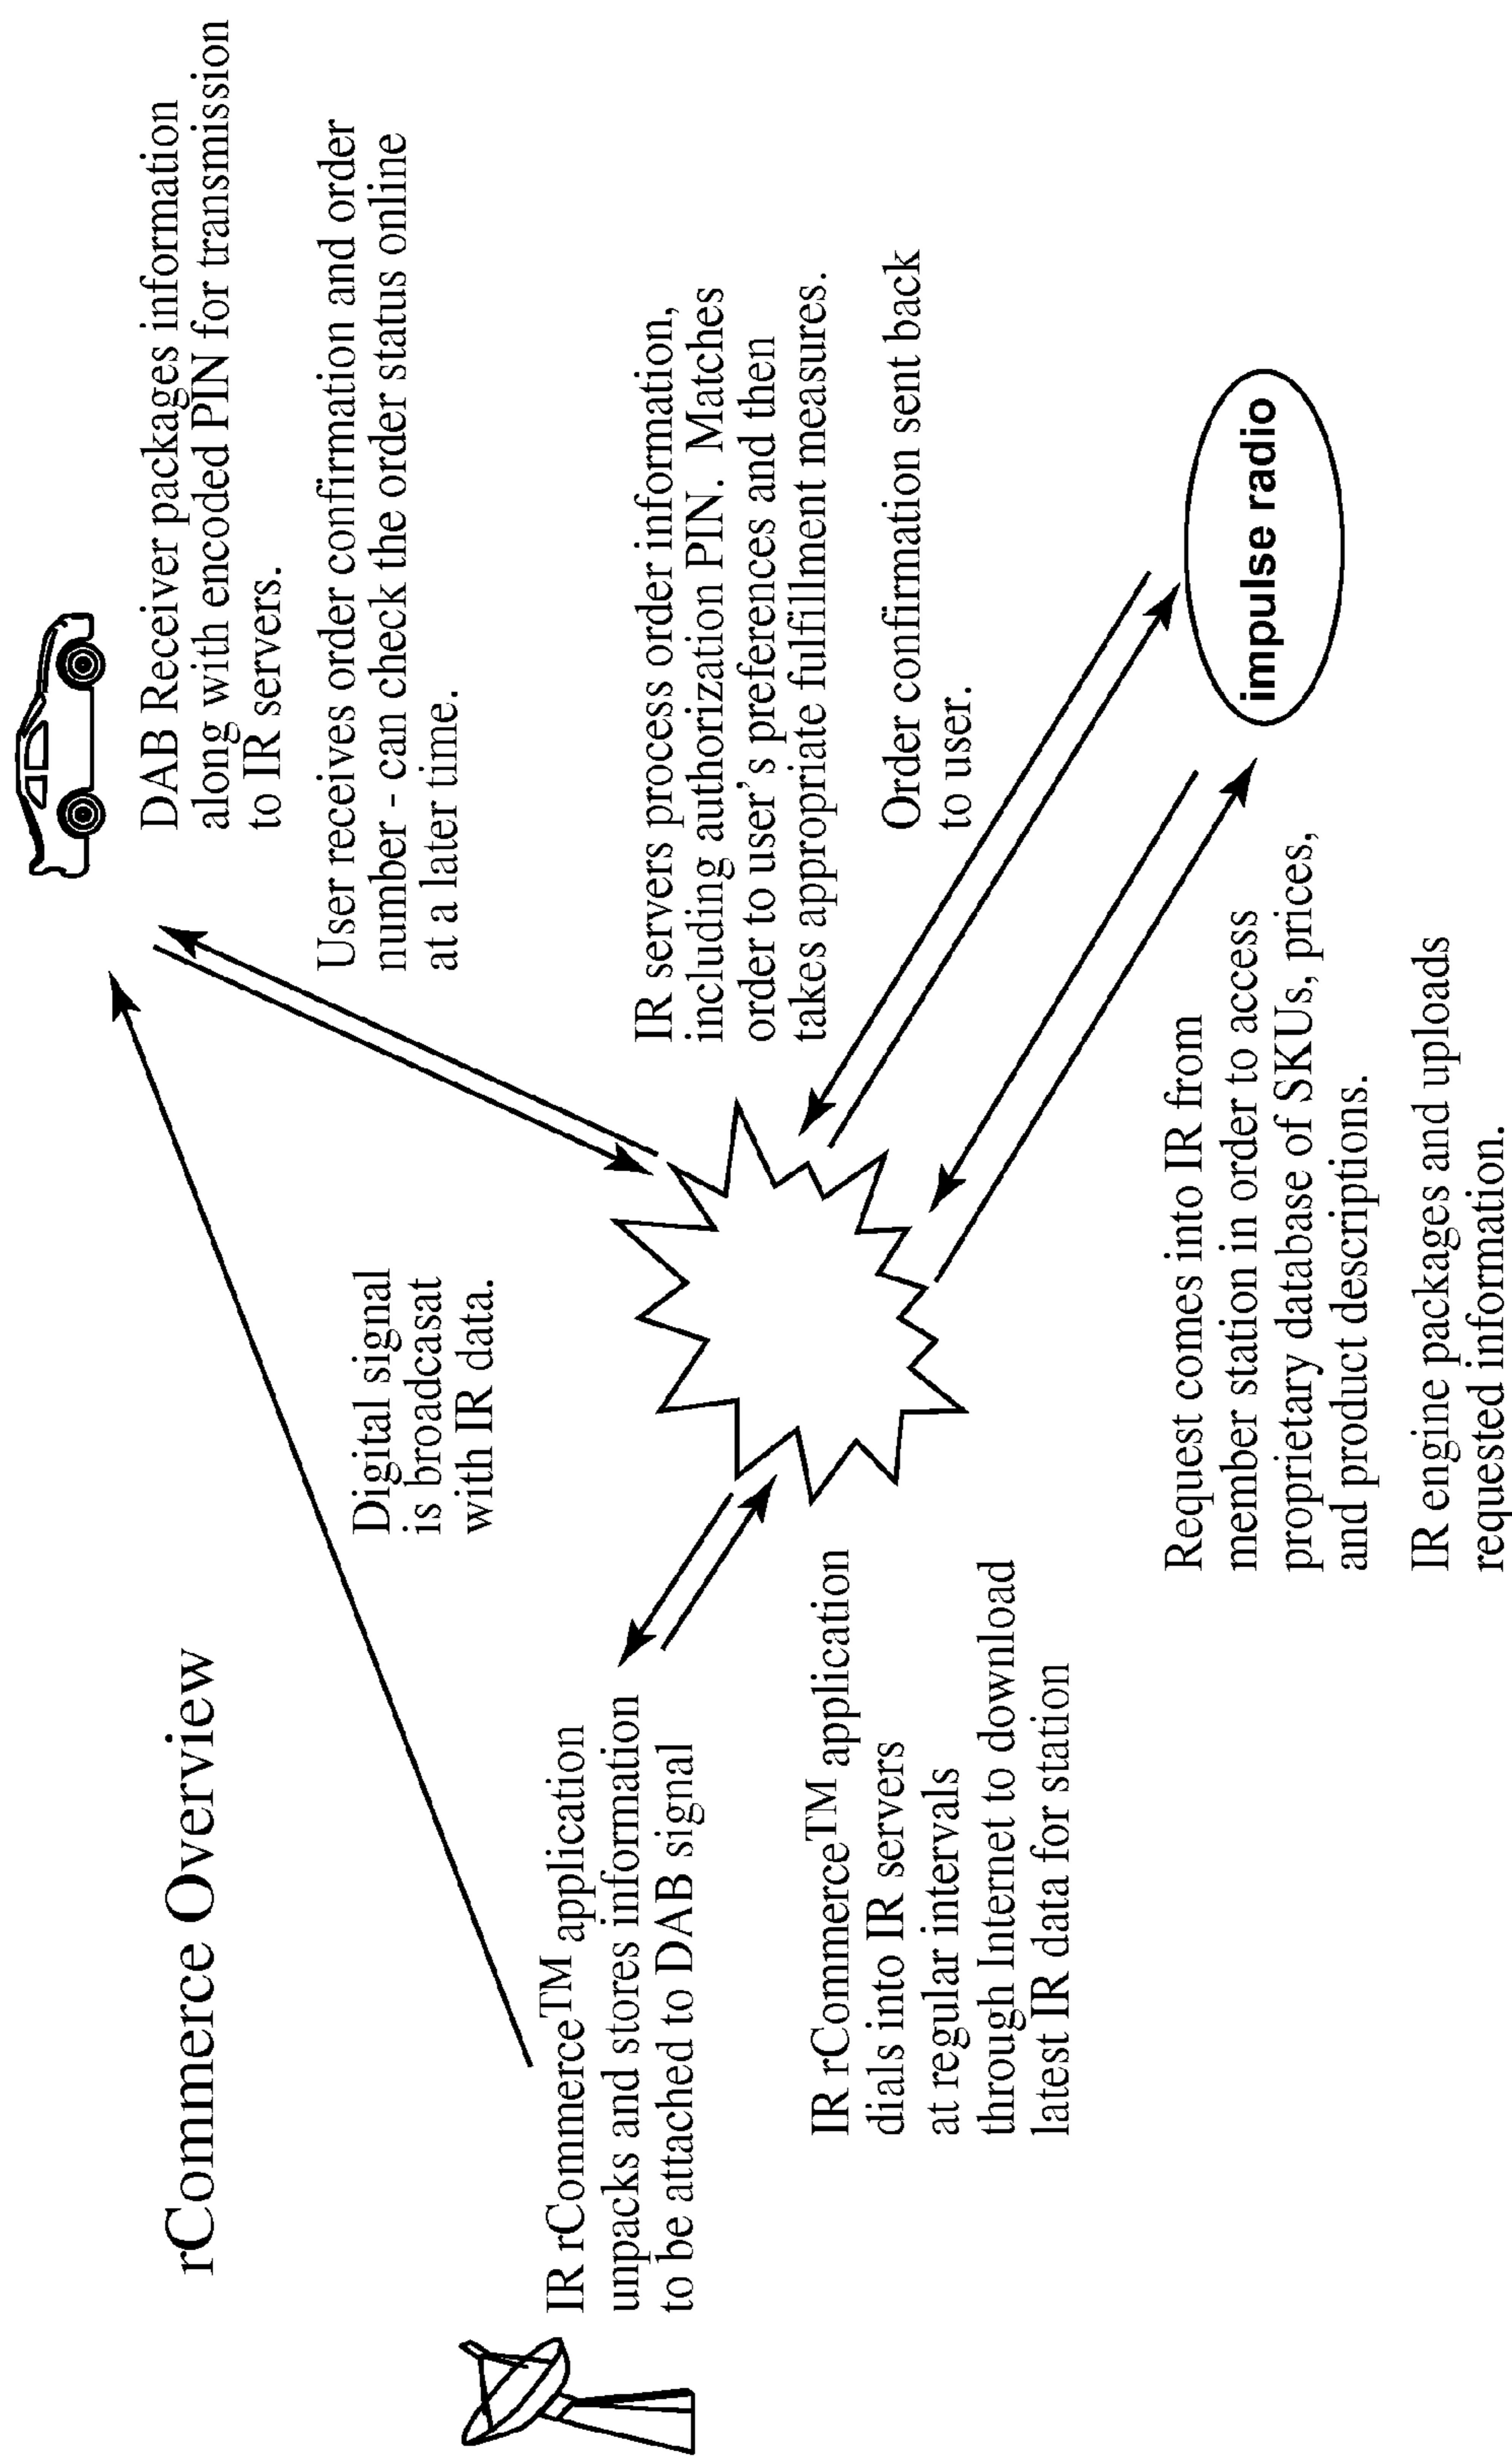 rCommerce Overview
DAB Receiver packages information
along with encoded PIN for transmission
to IR servers.
User receives order confirmation and order
number - can check the order status online
at a later time.
Digital signal
is broadcasat
with IR data.
IR rCommerce™ application
unpacks and stores information
to be attached to DAB signal
IR servers process order information,
including authorization PIN. Matches
order to user's preferences and then
takes appropriate fulfillment measures.
Order confirmation sent back
to user.
IR rCommerce™ application
dials into IR servers
at regular intervals
through Internet to download
latest IR data for station
impulse radio
Request comes into IR from
member station in order to access
proprietary database of SKUs, prices,
and product descriptions.
IR engine packages and uploads
requested information.